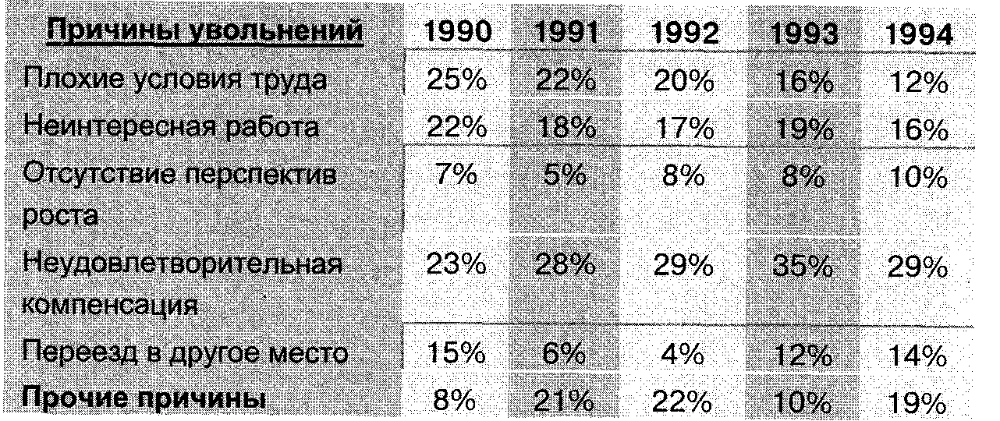 Причины увольнений 1990 1991 1992 1993 1994
Плохие условия труда 25% 22% 20% 16% 12%
Неинтересная работа 22% 18% 17% 19% 16%
Отсутствие перспектив 7% 5% 8% 8% 10%
роста
Неудовлетворительная 23% 28% 29% 35% 29%
компенсация
Переезд в другое место 15% 6% 4% 12% 14%
Прочие причины 8% 21% 22% 10% 19%